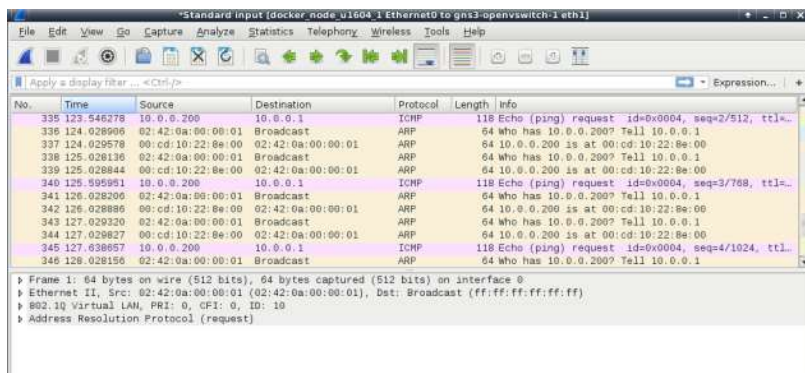 *Standard input [docker_node_u1604_1 Ethernet0 to gns3-openvswitch-1 eth1]
File Edit View Go Capture Analyze Statistics Telephony Wireless Tools Help
Apply a display filter ... <Ctrl-/> Expression... +
No. Time Source Destination Protocol Length Info
335 123.546278 10.0.0.200 10.0.0.1 ICMP 118 Echo (ping) request id=0x0004, seq=2/512, ttl=…
336 124.028906 02:42:0a:00:00:01 Broadcast ARP 64 Who has 10.0.0.200? Tell 10.0.0.1
337 124.029578 00:cd:10:22:8e:00 02:42:0a:00:00:01 ARP 64 10.0.0.200 is at 00:cd:10:22:8e:00
338 125.028136 02:42:0a:00:00:01 Broadcast ARP 64 Who has 10.0.0.200? Tell 10.0.0.1
339 125.028844 00:cd:10:22:8e:00 02:42:0a:00:00:01 ARP 64 10.0.0.200 is at 00:cd:10:22:8e:00
340 125.595951 10.0.0.200 10.0.0.1 ICMP 118 Echo (ping) request id=0x0004, seq=3/768, ttl=…
341 126.028206 02:42:0a:00:00:01 Broadcast ARP 64 Who has 10.0.0.200? Tell 10.0.0.1
342 126.028886 00:cd:10:22:8e:00 02:42:0a:00:00:01 ARP 64 10.0.0.200 is at 00:cd:10:22:8e:00
343 127.029320 02:42:0a:00:00:01 Broadcast ARP 64 Who has 10.0.0.200? Tell 10.0.0.1
344 127.029827 00:cd:10:22:8e:00 02:42:0a:00:00:01 ARP 64 10.0.0.200 is at 00:cd:10:22:8e:00
345 127.638657 10.0.0.200 10.0.0.1 ICMP 118 Echo (ping) request id=0x0004, seq=4/1024, ttl…
346 128.028156 02:42:0a:00:00:01 Broadcast ARP 64 Who has 10.0.0.200? Tell 10.0.0.1
Frame 1: 64 bytes on wire (512 bits), 64 bytes captured (512 bits) on interface 0
Ethernet II, Src: 02:42:0a:00:00:01 (02:42:0a:00:00:01), Dst: Broadcast (ff:ff:ff:ff:ff:ff)
802.1Q Virtual LAN, PRI: 0, CFI: 0, ID: 10
Address Resolution Protocol (request)